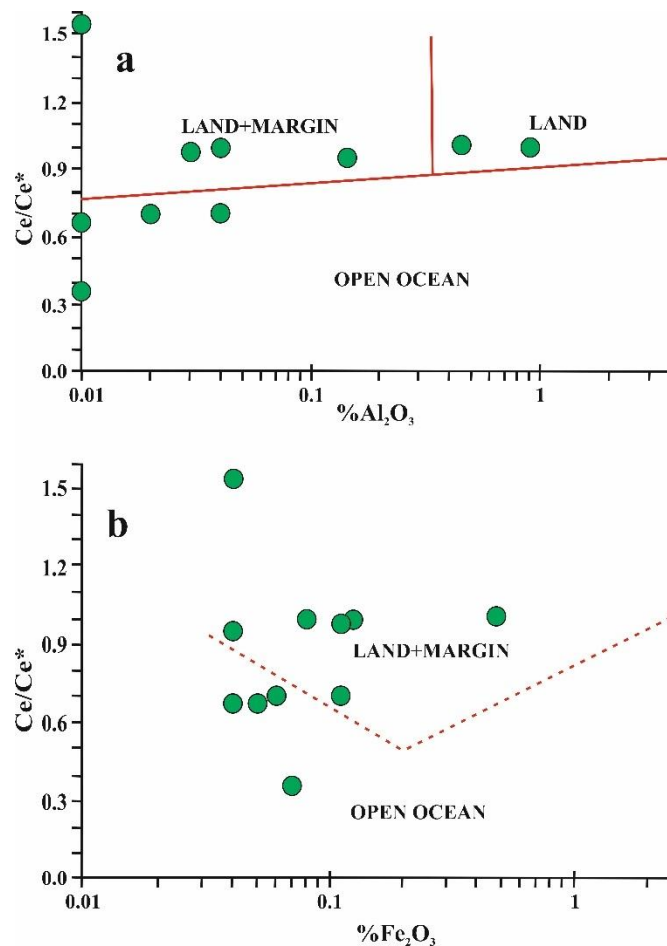 a
1.5
1.2
0.9
0.6
0.3
0.0
Ce/Ce*
LAND+MARGIN
LAND
OPEN OCEAN
0.01
0.1
1
%Al₂O₃
b
1.5
1.2
0.9
0.6
0.3
0.0
Ce/Ce*
LAND+MARGIN
OPEN OCEAN
0.01
0.1
1
%Fe₂O₃